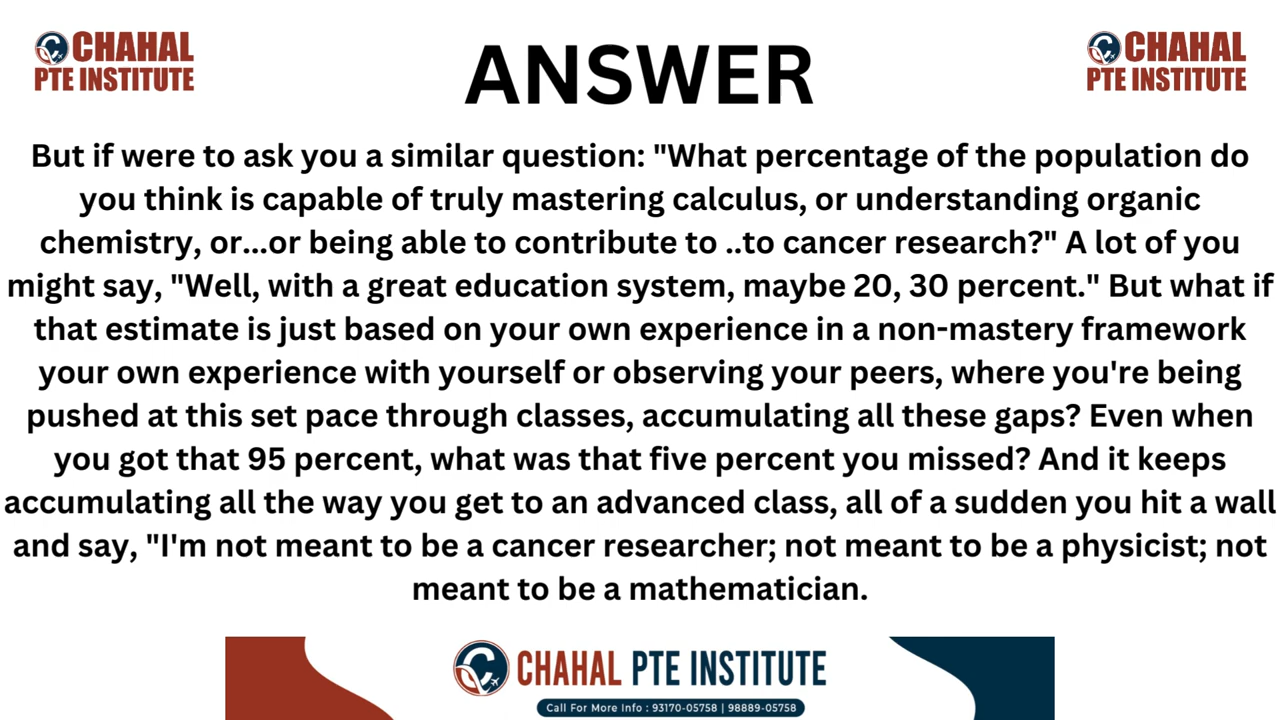 CHAHAL
PTE INSTITUTE
ANSWER
CHAHAL
PTE INSTITUTE
But if were to ask you a similar question: "What percentage of the population do
you think is capable of truly mastering calculus, or understanding organic
chemistry, or...or being able to contribute to ..to cancer research?" A lot of you
might say, "Well, with a great education system, maybe 20, 30 percent." But what if
that estimate is just based on your own experience in a non-mastery framework
your own experience with yourself or observing your peers, where you're being
pushed at this set pace through classes, accumulating all these gaps? Even when
you got that 95 percent, what was that five percent you missed? And it keeps
accumulating all the way you get to an advanced class, all of a sudden you hit a wall
and say, "I'm not meant to be a cancer researcher; not meant to be a physicist; not
meant to be a mathematician.
CHAHAL PTE INSTITUTE
Call For More Info : 93170-05758 | 98889-05758